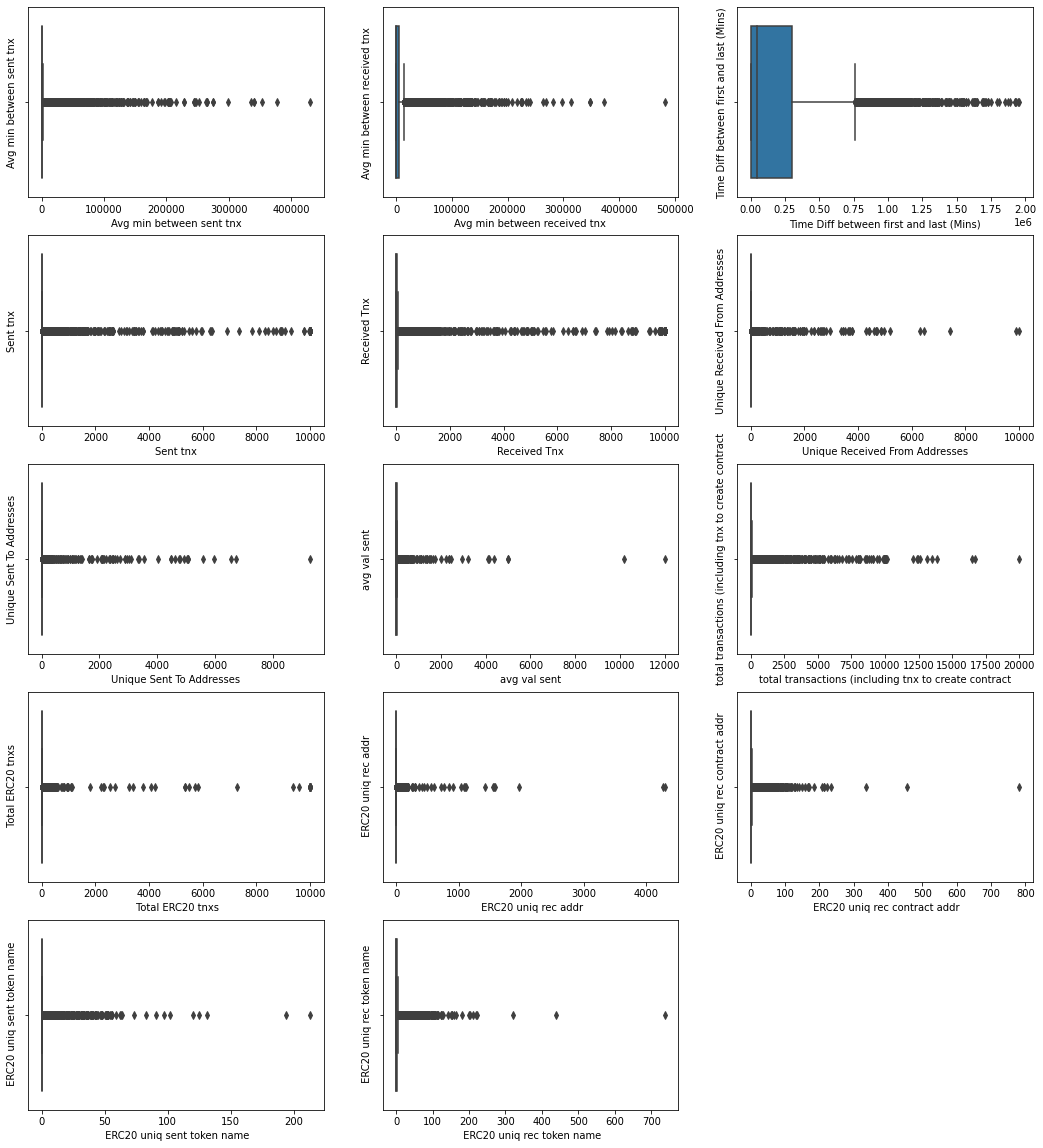 Avg min between sent tnx
0 100000 200000 300000 400000
Avg min between sent tnx
Avg min between received tnx
0 100000 200000 300000 400000 500000
Avg min between received tnx
Time Diff between first and last (Mins)
0.00 0.25 0.50 0.75 1.00 1.25 1.50 1.75 2.00
1e6
Time Diff between first and last (Mins)
Sent tnx
0 2000 4000 6000 8000 10000
Sent tnx
Received Tnx
0 2000 4000 6000 8000 10000
Received Tnx
Unique Received From Addresses
0 2000 4000 6000 8000 10000
Unique Received From Addresses
Unique Sent To Addresses
0 2000 4000 6000 8000
Unique Sent To Addresses
avg val sent
0 2000 4000 6000 8000 10000 12000
avg val sent
total transactions (including tnx to create contract
0 2500 5000 7500 10000 12500 15000 17500 20000
total transactions (including tnx to create contract
Total ERC20 tnxs
0 2000 4000 6000 8000 10000
Total ERC20 tnxs
ERC20 uniq rec addr
0 1000 2000 3000 4000
ERC20 uniq rec addr
ERC20 uniq rec contract addr
0 100 200 300 400 500 600 700 800
ERC20 uniq rec contract addr
ERC20 uniq sent token name
0 50 100 150 200
ERC20 uniq sent token name
ERC20 uniq rec token name
0 100 200 300 400 500 600 700
ERC20 uniq rec token name